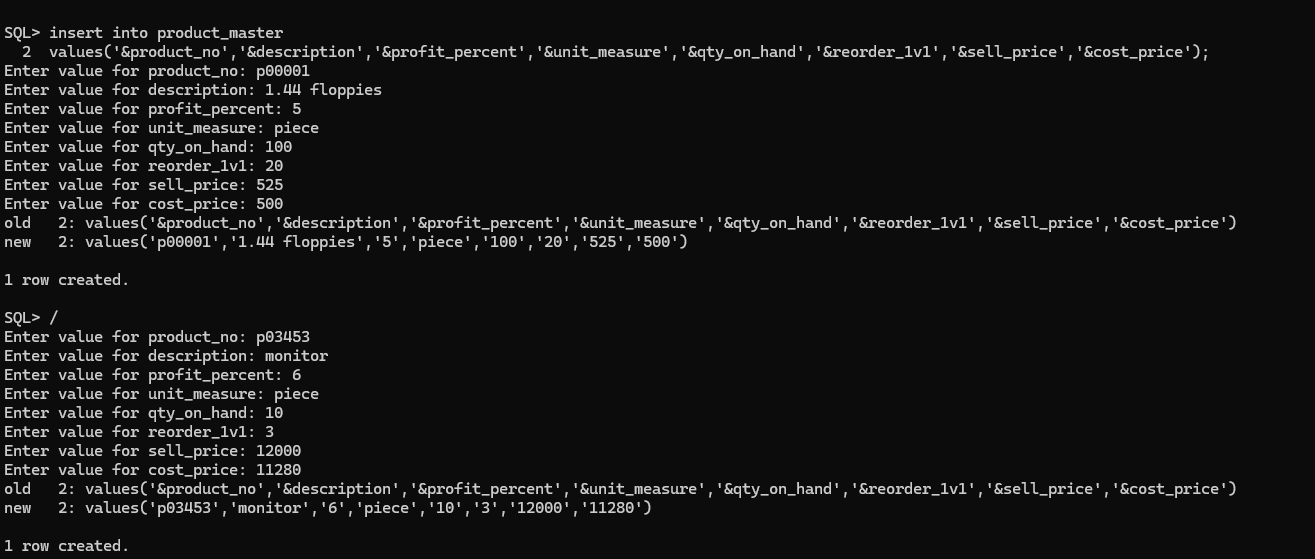 SQL> insert into product_master
  2  values('&product_no','&description','&profit_percent','&unit_measure','&qty_on_hand','&reorder_1v1','&sell_price','&cost_price');
Enter value for product_no: p00001
Enter value for description: 1.44 floppies
Enter value for profit_percent: 5
Enter value for unit_measure: piece
Enter value for qty_on_hand: 100
Enter value for reorder_1v1: 20
Enter value for sell_price: 525
Enter value for cost_price: 500
old   2: values('&product_no','&description','&profit_percent','&unit_measure','&qty_on_hand','&reorder_1v1','&sell_price','&cost_price')
new   2: values('p00001','1.44 floppies','5','piece','100','20','525','500')
1 row created.
SQL> /
Enter value for product_no: p03453
Enter value for description: monitor
Enter value for profit_percent: 6
Enter value for unit_measure: piece
Enter value for qty_on_hand: 10
Enter value for reorder_1v1: 3
Enter value for sell_price: 12000
Enter value for cost_price: 11280
old   2: values('&product_no','&description','&profit_percent','&unit_measure','&qty_on_hand','&reorder_1v1','&sell_price','&cost_price')
new   2: values('p03453','monitor','6','piece','10','3','12000','11280')
1 row created.